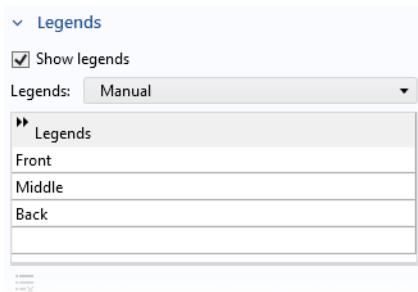 Legends
Show legends
Legends: Manual
Legends
Front
Middle
Back